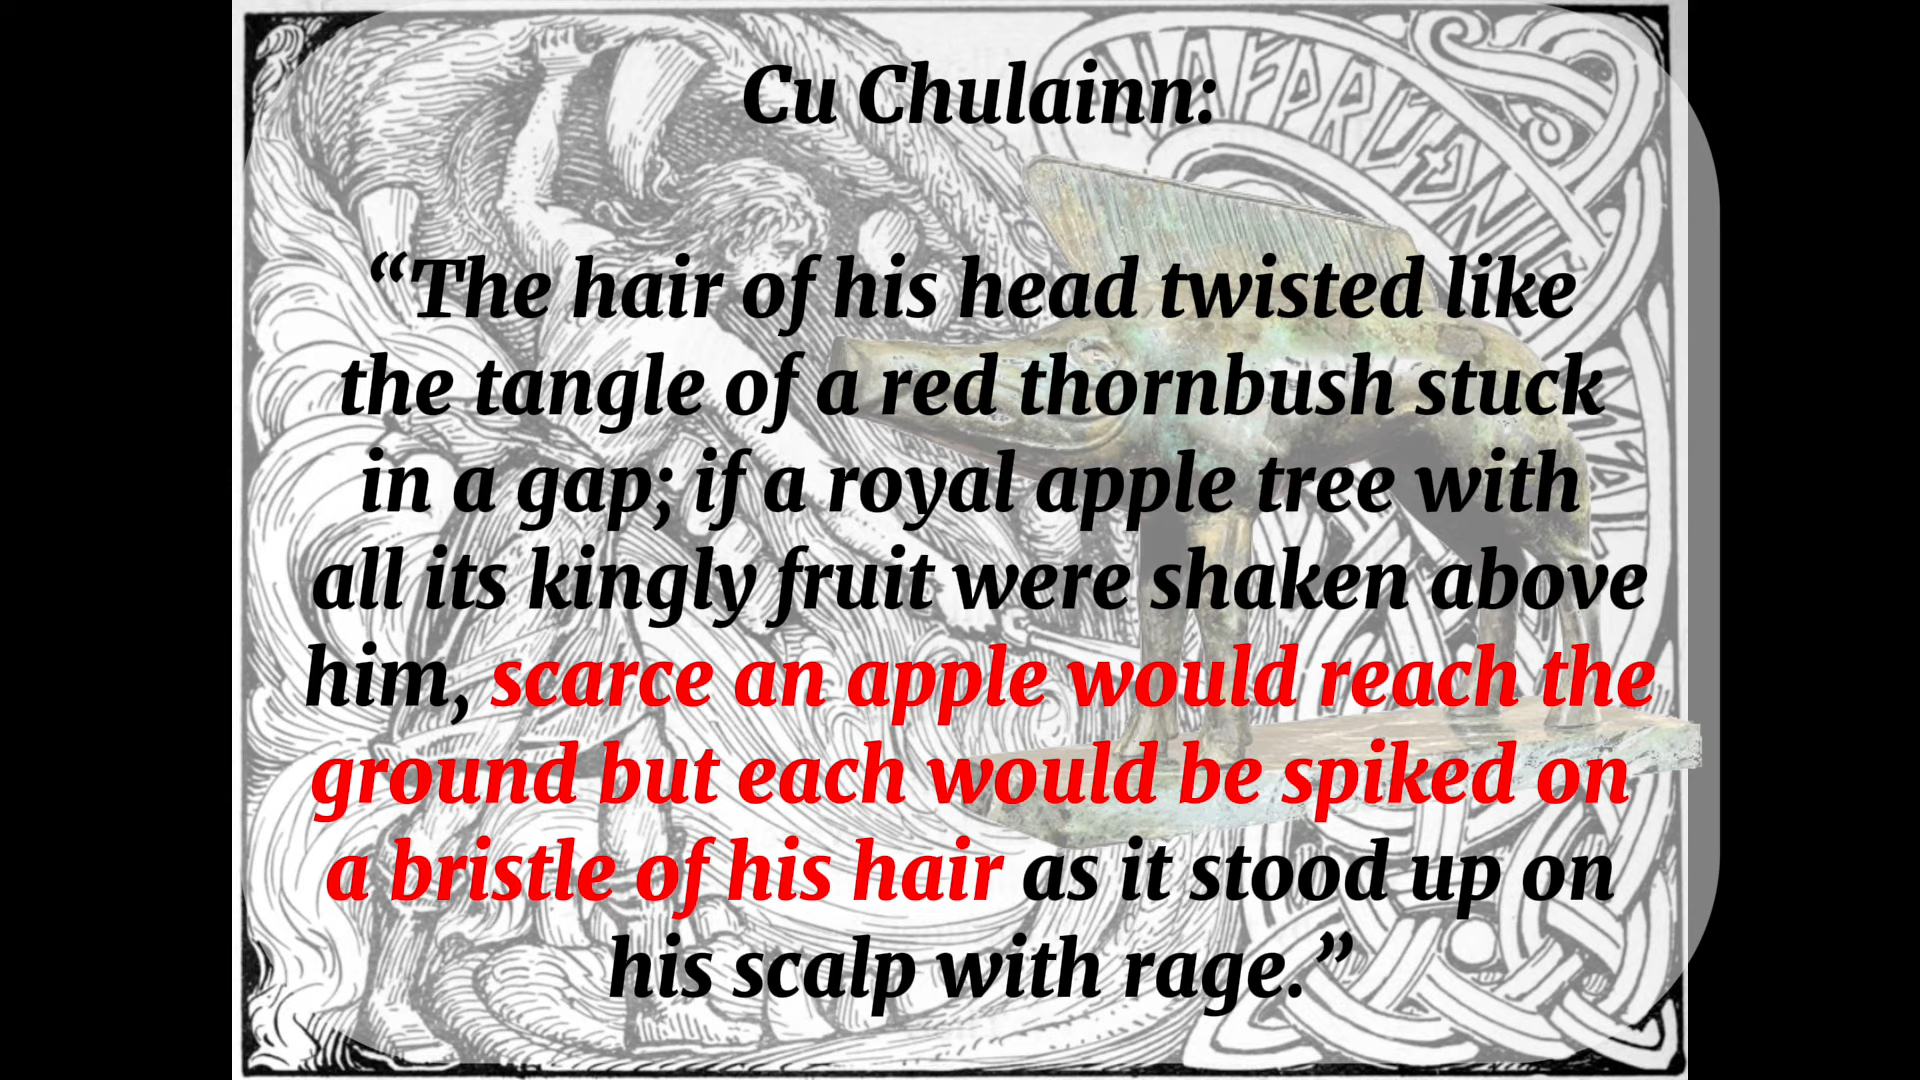 Cu Chulainn:
“The hair of his head twisted like
the tangle of a red thornbush stuck
in a gap; if a royal apple tree with
all its kingly fruit were shaken above
him, scarce an apple would reach the
ground but each would be spiked on
a bristle of his hair as it stood up on
his scalp with rage.”